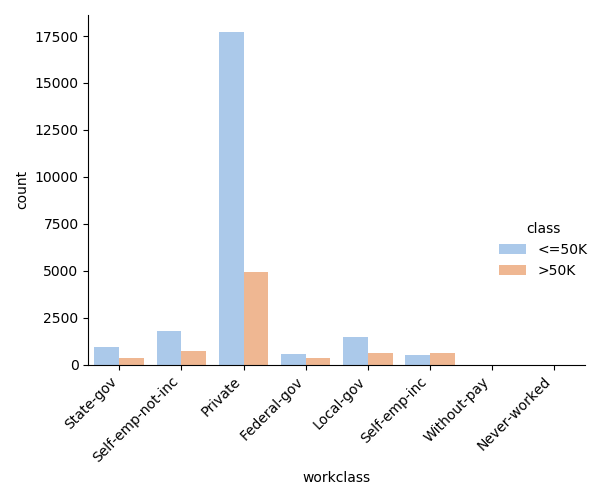 17500
15000
12500
10000
7500
5000
2500
0
count
class
<=50K
>50K
State-gov
Self-emp-not-inc
Private
Federal-gov
Local-gov
Self-emp-inc
Without-pay
Never-worked
workclass